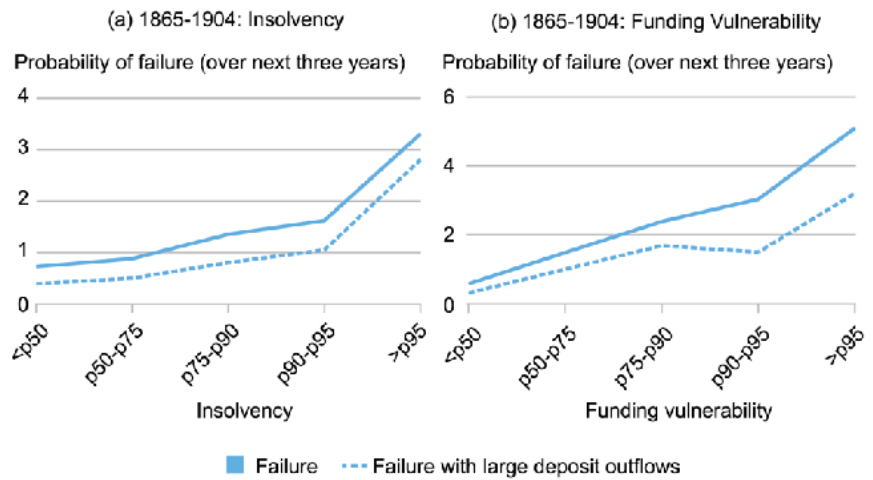 (a) 1865-1904: Insolvency
Probability of failure (over next three years)
4
3
2
1
0
<p50
p50-p75
p75-p90
p90-p95
>p95
Insolvency
(b) 1865-1904: Funding Vulnerability
Probability of failure (over next three years)
6
4
2
0
<p50
p50-p75
p75-p90
p90-p95
>p95
Funding vulnerability
Failure
Failure with large deposit outflows